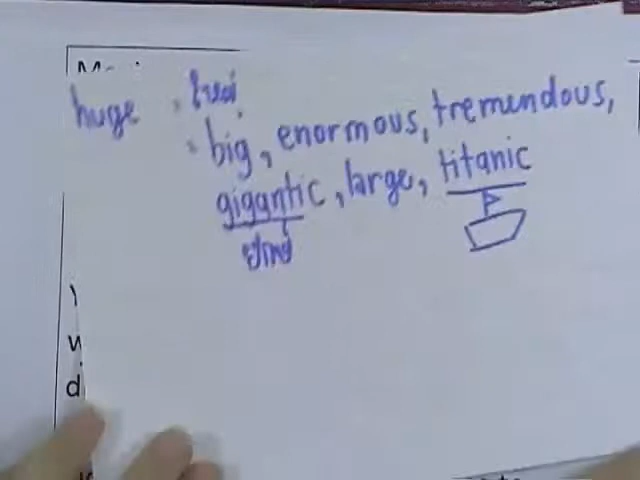 huge . ใหญ่
. big, enormous, tremendous,
gigantic, large, titanic
ยักษ์
w
d